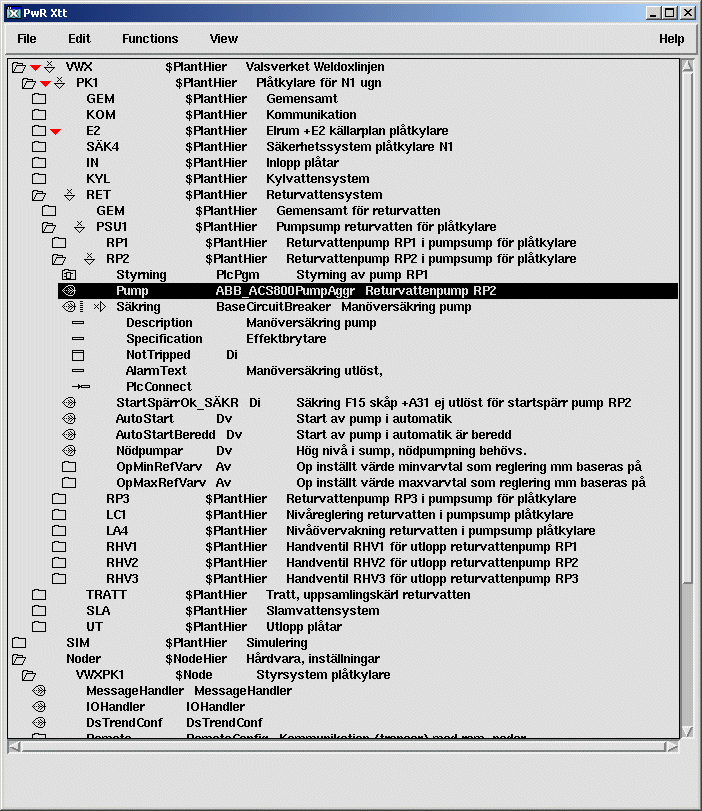 PwR Xtt
File Edit Functions View Help
VWX $PlantHier Valsverket Weldoxlinjen
PK1 $PlantHier Plåtkylare för N1 ugn
GEM $PlantHier Gemensamt
KOM $PlantHier Kommunikation
E2 $PlantHier Elrum +E2 källarplan plåtkylare
SÄK4 $PlantHier Säkerhetssystem plåtkylare N1
IN $PlantHier Inlopp plåtar
KYL $PlantHier Kylvattensystem
RET $PlantHier Returvattensystem
GEM $PlantHier Gemensamt för returvatten
PSU1 $PlantHier Pumpsump returvatten för plåtkylare
RP1 $PlantHier Returvattenpump RP1 i pumpsump för plåtkylare
RP2 $PlantHier Returvattenpump RP2 i pumpsump för plåtkylare
Styrning PlcPgm Styrning av pump RP1
Pump ABB_ACS800PumpAggr Returvattenpump RP2
Säkring BaseCircuitBreaker Manöversäkring pump
Description Manöversäkring pump
Specification Effektbrytare
NotTripped Di
AlarmText Manöversäkring utlöst,
PlcConnect
StartSpärrOk_SÄKR Di Säkring F15 skåp +A31 ej utlöst för startspärr pump RP2
AutoStart Dv Start av pump i automatik
AutoStartBeredd Dv Start av pump i automatik är beredd
Nödpumpar Dv Hög nivå i sump, nödpumpning behövs.
OpMinRefVarv Av Op inställt värde minvarvtal som reglering mm baseras på
OpMaxRefVarv Av Op inställt värde maxvarvtal som reglering mm baseras på
RP3 $PlantHier Returvattenpump RP3 i pumpsump för plåtkylare
LC1 $PlantHier Nivåreglering returvatten i pumpsump plåtkylare
LA4 $PlantHier Nivåövervakning returvatten i pumpsump plåtkylare
RHV1 $PlantHier Handventil RHV1 för utlopp returvattenpump RP1
RHV2 $PlantHier Handventil RHV2 för utlopp returvattenpump RP2
RHV3 $PlantHier Handventil RHV3 för utlopp returvattenpump RP3
TRATT $PlantHier Tratt, uppsamlingskärl returvatten
SLA $PlantHier Slamvattensystem
UT $PlantHier Utlopp plåtar
SIM $PlantHier Simulering
Noder $NodeHier Hårdvara, inställningar
VWXPK1 $Node Styrsystem plåtkylare
MessageHandler MessageHandler
IOHandler IOHandler
DsTrendConf DsTrendConf